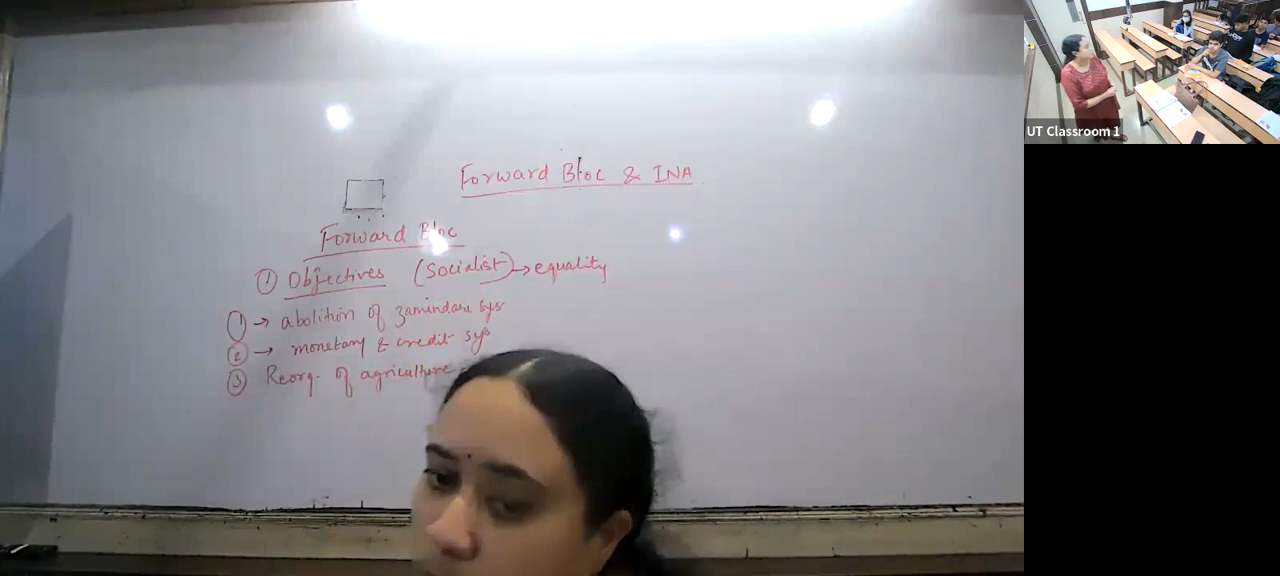 Forward Bloc & INA
Forward Bloc
① Objectives (Socialist) → equality
① → abolition of zamindari sys
② → monetary & credit sys
③ Reorg. of agriculture
UT Classroom 1